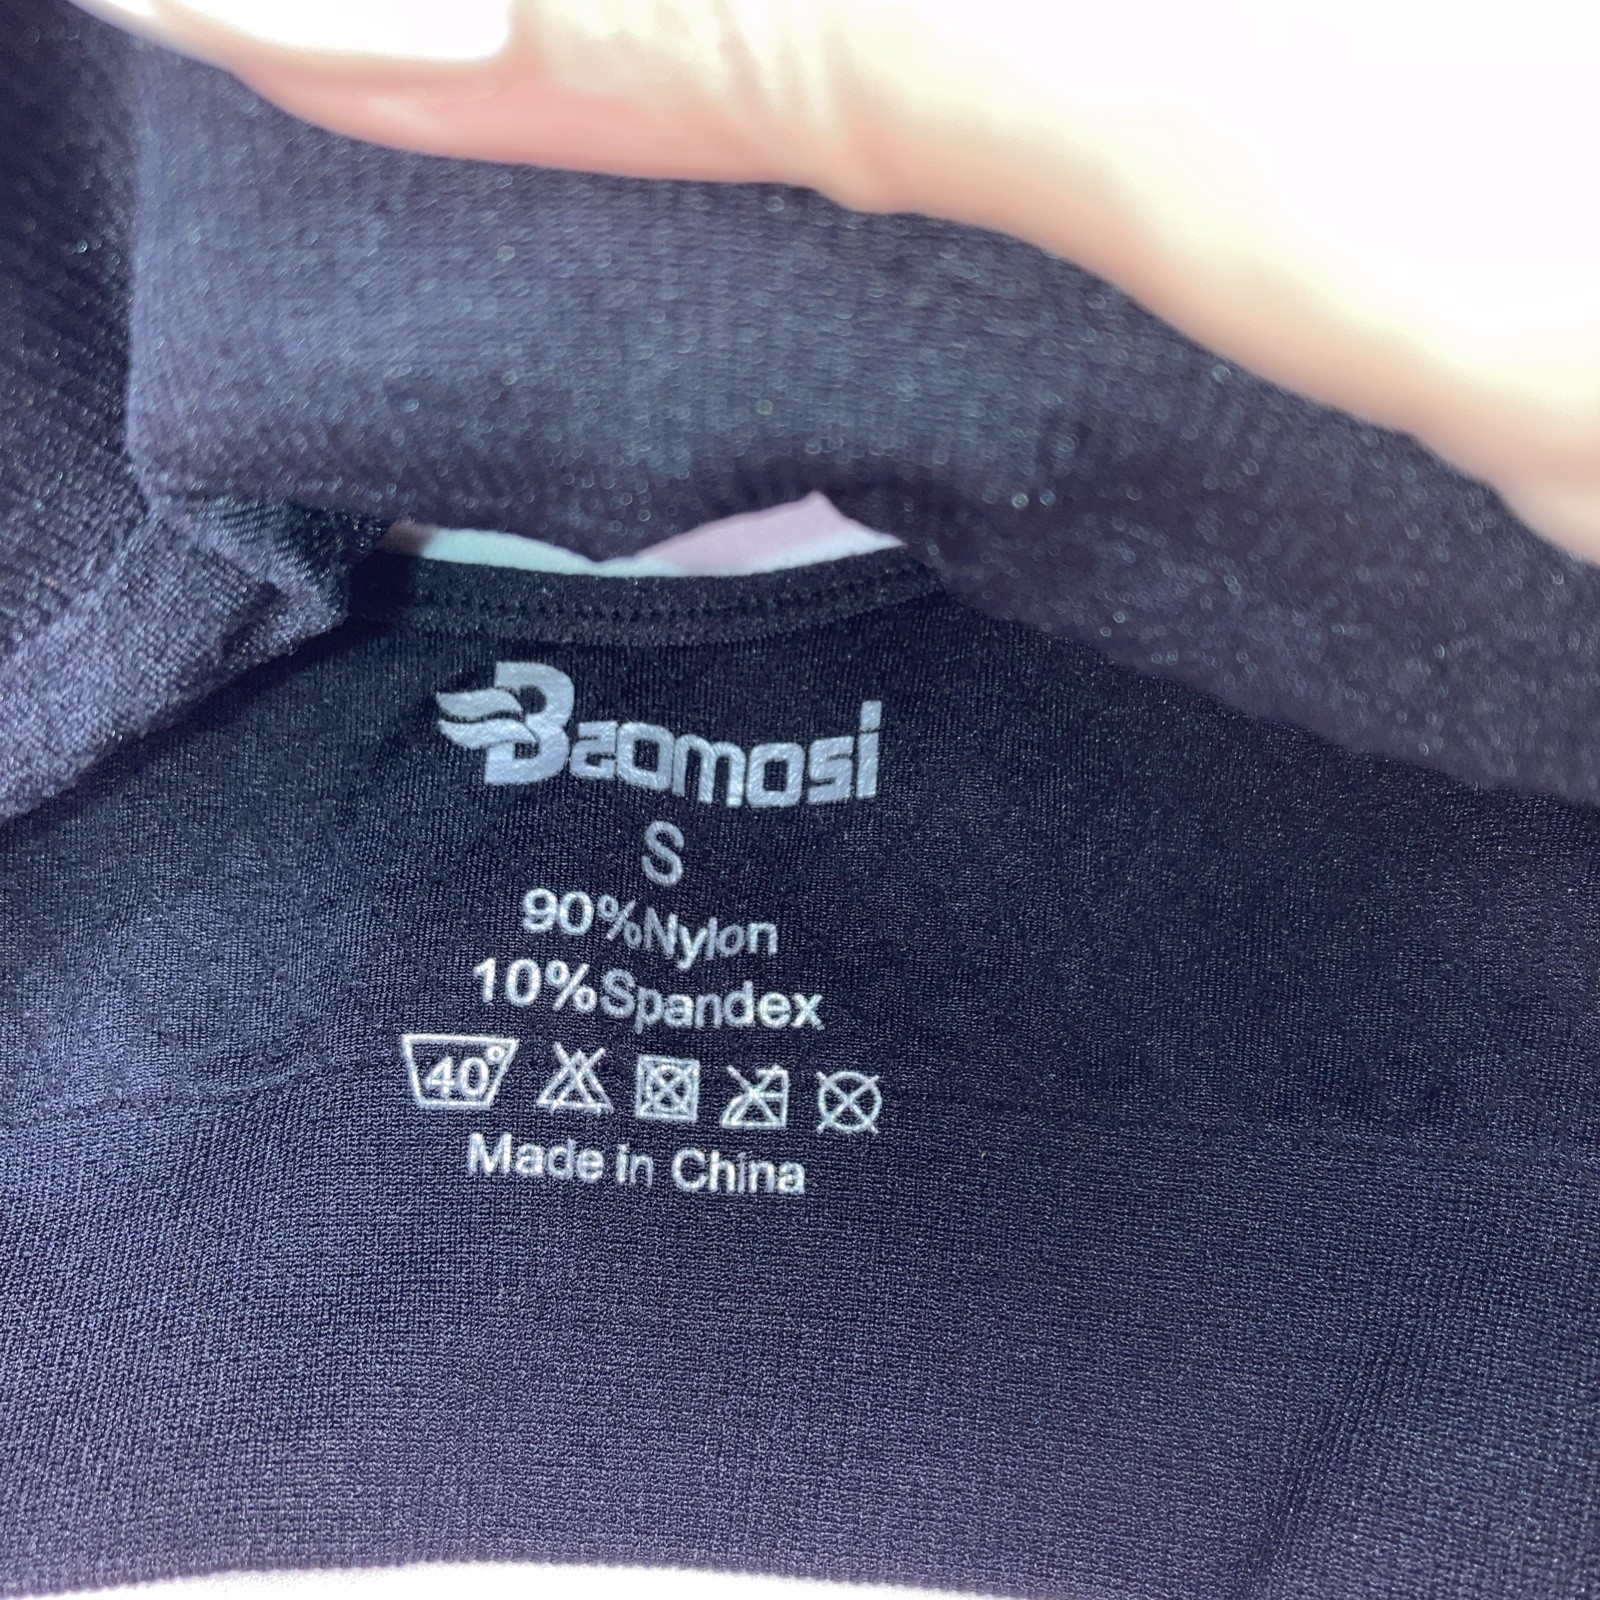 Baomosi
S
90%Nylon
10%Spandex
40°
Made in China